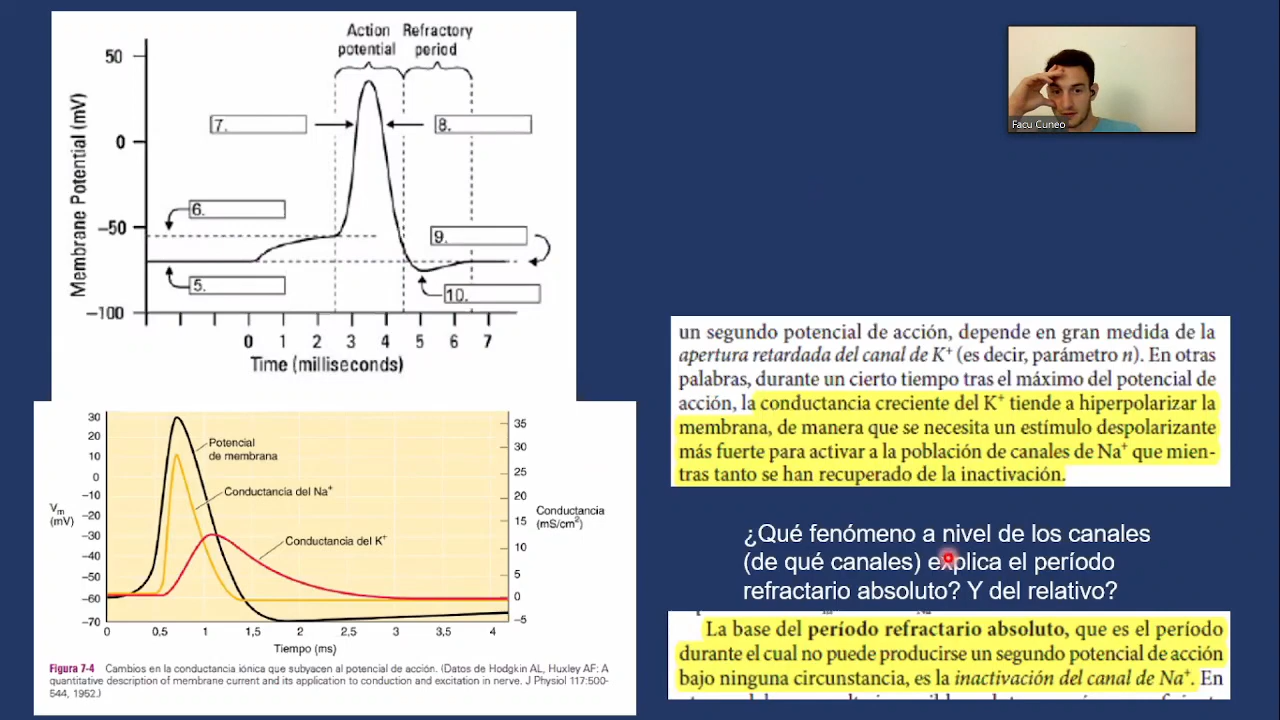 Action Refractory
potential period
50
7.
8.
0
Membrane Potential (mV)
6.
−50
9.
5.
10.
−100
0 1 2 3 4 5 6 7
Time (milliseconds)
30
20
10
0
−10
−20
−30
−40
−50
−60
−70
Vm
(mV)
Potencial
de membrana
Conductancia del Na+
Conductancia del K+
35
30
25
20
15
10
5
0
−5
Conductancia
(mS/cm2)
0 0,5 1 1,5 2 2,5 3 3,5 4
Tiempo (ms)
Figura 7-4 Cambios en la conductancia iónica que subyacen al potencial de acción. (Datos de Hodgkin AL, Huxley AF: A
quantitative description of membrane current and its application to conduction and excitation in nerve. J Physiol 117:500-
544, 1952.)
Facu Cuneo
un segundo potencial de acción, depende en gran medida de la
apertura retardada del canal de K+ (es decir, parámetro n). En otras
palabras, durante un cierto tiempo tras el máximo del potencial de
acción, la conductancia creciente del K+ tiende a hiperpolarizar la
membrana, de manera que se necesita un estímulo despolarizante
más fuerte para activar a la población de canales de Na+ que mien-
tras tanto se han recuperado de la inactivación.
¿Qué fenómeno a nivel de los canales
(de qué canales) explica el período
refractario absoluto? Y del relativo?
La base del período refractario absoluto, que es el período
durante el cual no puede producirse un segundo potencial de acción
bajo ninguna circunstancia, es la inactivación del canal de Na+. En